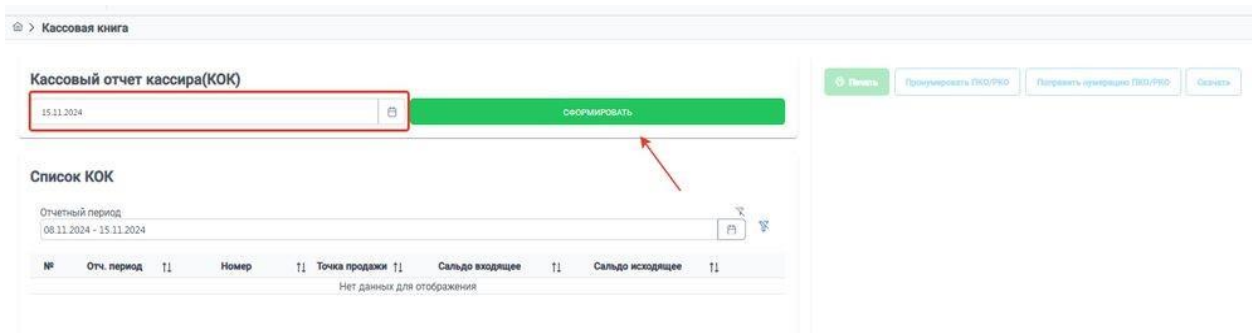 > Кассовая книга
Кассовый отчет кассира(КОК)
15.11.2024
СФОРМИРОВАТЬ
Печать
Пронумеровать ПКО/РКО
Поправить нумерацию ПКО/РКО
Скачать
Список КОК
Отчетный период
08.11.2024 - 15.11.2024
№ Отч. период Номер Точка продажи Сальдо входящее Сальдо исходящее
Нет данных для отображения